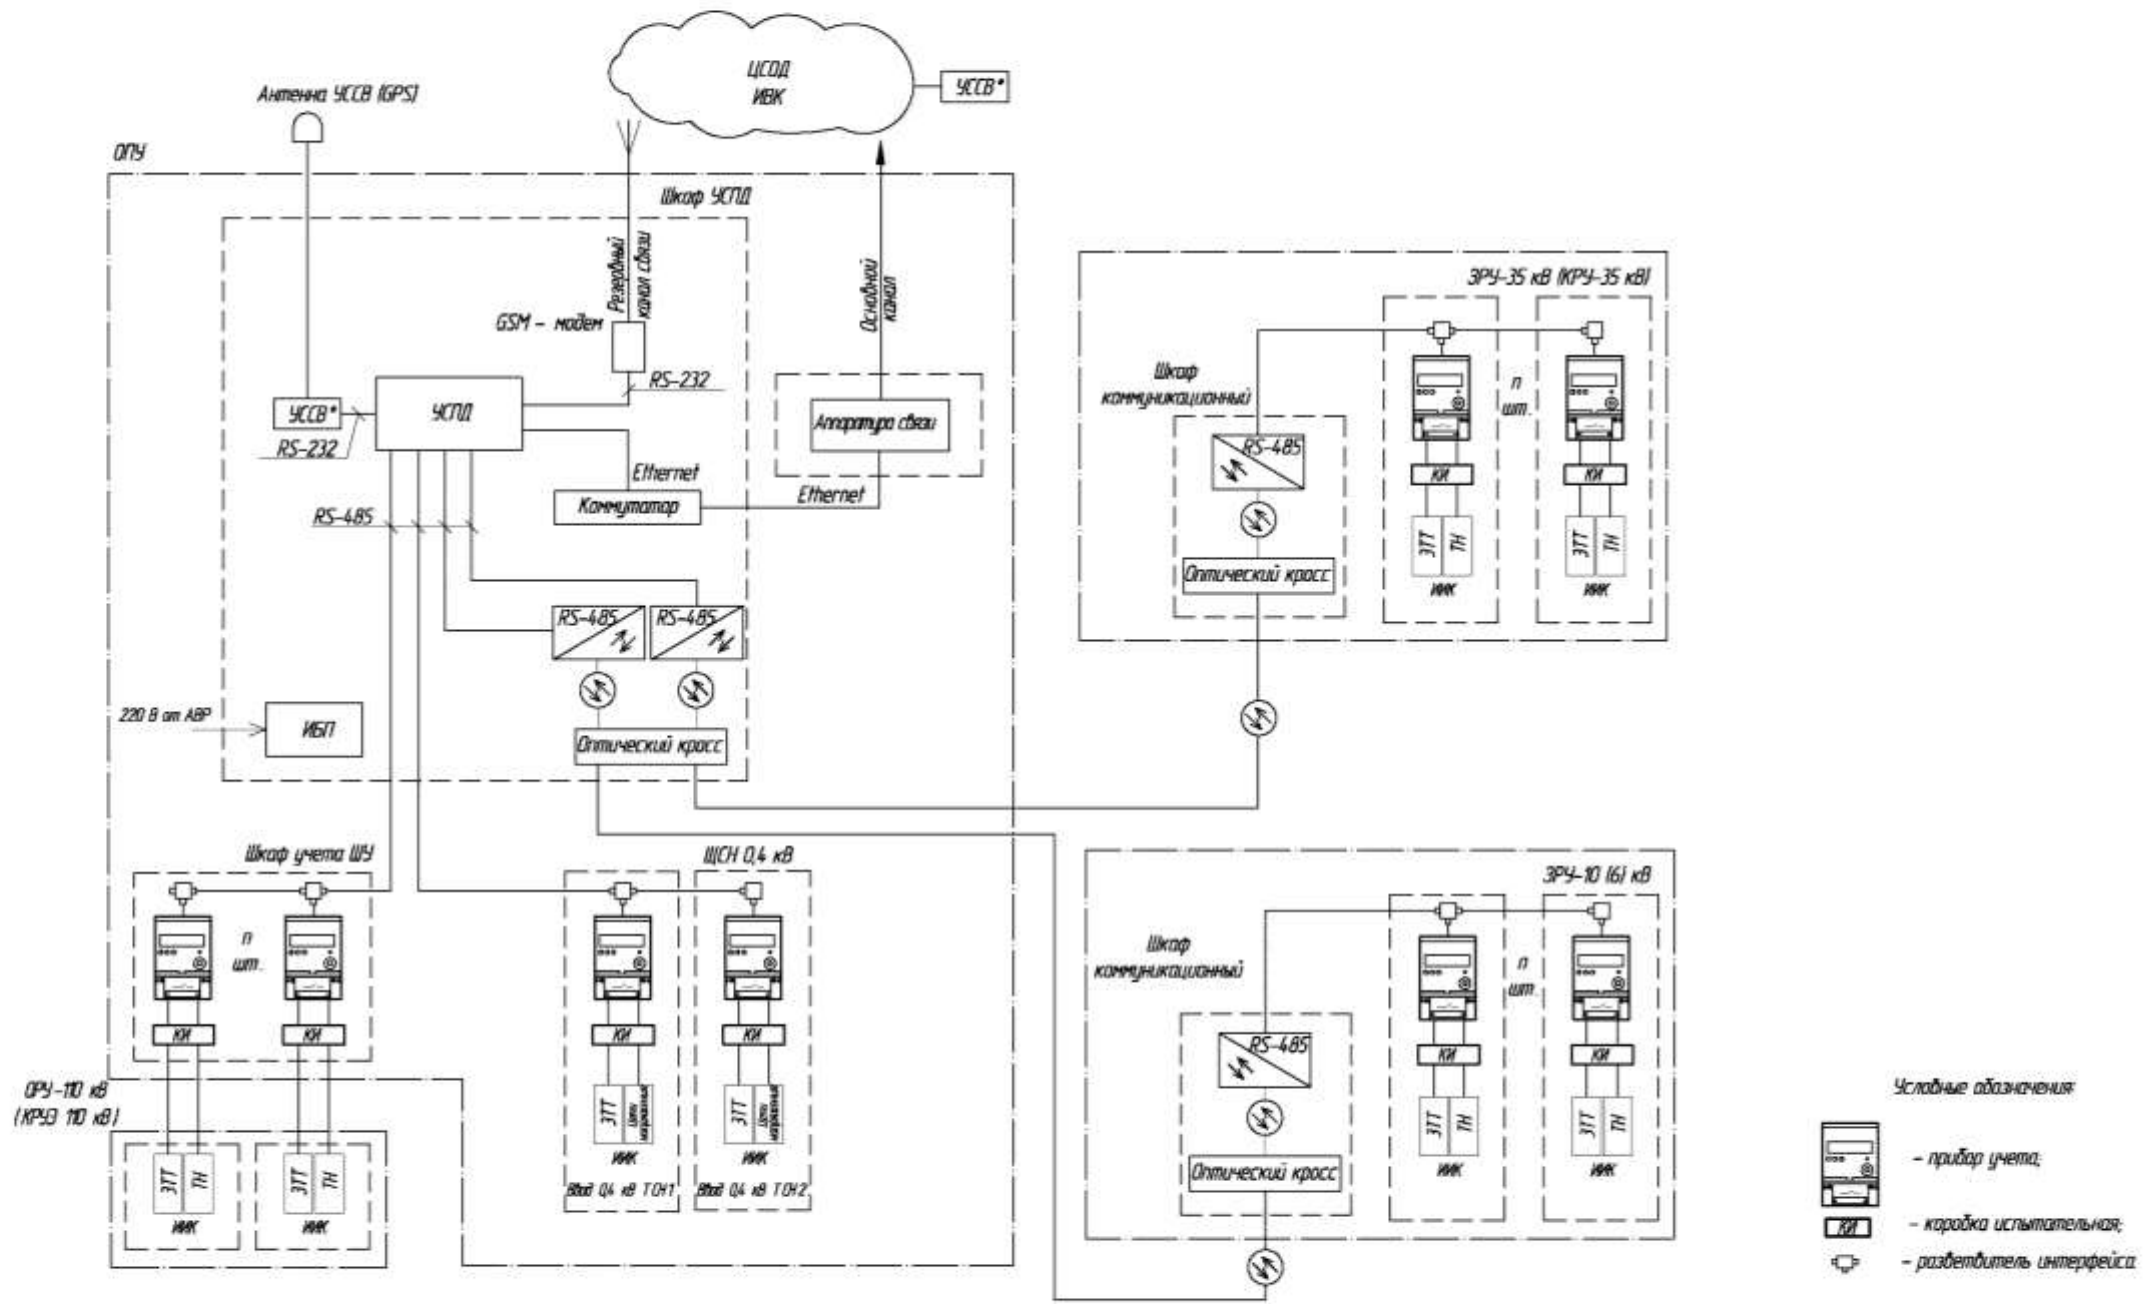 ЦСОД
ИВК
УССВ*
Антенна УССВ (GPS)
ОПУ
Шкаф УСПД
Резервный
канал связи
GSM - модем
RS-232
Основной
канал
УССВ*
УСПД
RS-232
Аппаратура связи
Ethernet
Коммутатор
Ethernet
RS-485
RS-485
RS-485
220 В от АВР
ИБП
Оптический кросс
ЗРУ-35 кВ (КРУ-35 кВ)
Шкаф
коммуникационный
п
шт.
RS-485
КИ
КИ
Оптический кросс
ЭТТ
ТН
ЭТТ
ТН
ИИК
ИИК
Шкаф учета ШУ
п
шт.
КИ
КИ
ОРУ-110 кВ
(КРУЭ 110 кВ)
ЭТТ
ТН
ЭТТ
ТН
ИИК
ИИК
ЩСН 0,4 кВ
КИ
КИ
ЭТТ
ЭТТ
ИИК
ИИК
Ввод 0,4 кВ ТСН1
Ввод 0,4 кВ ТСН2
ЗРУ-10 (6) кВ
Шкаф
коммуникационный
п
шт.
RS-485
КИ
КИ
Оптический кросс
ЭТТ
ТН
ЭТТ
ТН
ИИК
ИИК
Условные обозначения:
- прибор учета;
КИ
- коробка испытательная;
- разветвитель интерфейса.